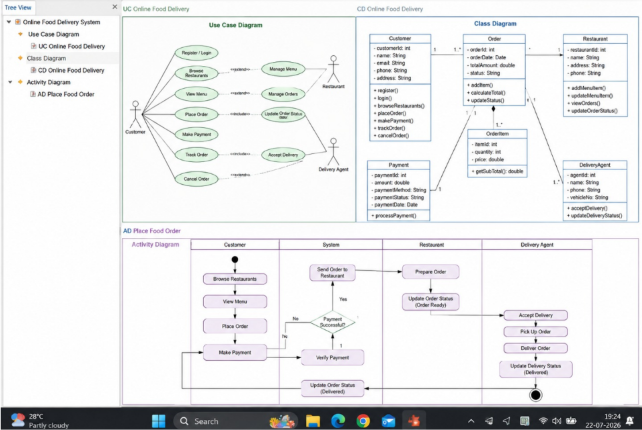 Tree View
Online Food Delivery System
Use Case Diagram
UC Online Food Delivery
Class Diagram
CD Online Food Delivery
Activity Diagram
AD Place Food Order
UC Online Food Delivery
Use Case Diagram
Register / Login
Browse
Restaurants
View Menu
Place Order
Make Payment
Track Order
Cancel Order
Manage Menu
Manage Orders
Update Order Status
Accept Delivery
Customer
Restaurant
Delivery Agent
CD Online Food Delivery
Class Diagram
Customer
- customerId: int
- name: String
- email: String
- phone: String
- address: String
+ register()
+ login()
+ browseRestaurants()
+ placeOrder()
+ makePayment()
+ trackOrder()
+ cancelOrder()
1
1..*
Order
- orderId: int
- orderDate: Date
- totalAmount: double
- status: String
+ addItem()
+ calculateTotal()
+ updateStatus()
Restaurant
- restaurantId: int
- name: String
- address: String
- phone: String
+ addMenuItem()
+ updateMenuItem()
+ viewOrders()
+ updateOrderStatus()
OrderItem
- itemId: int
- quantity: int
- price: double
+ getSubTotal(): double
Payment
- paymentId: int
- amount: double
- paymentMethod: String
- paymentStatus: String
- paymentDate: Date
+ processPayment()
DeliveryAgent
- agentId: int
- name: String
- phone: String
- vehicleNo: String
+ acceptDelivery()
+ updateDeliveryStatus()
AD Place Food Order
Activity Diagram
Customer
System
Restaurant
Delivery Agent
Browse Restaurants
View Menu
Place Order
Make Payment
Send Order to
Restaurant
Yes
No
Payment
Successful?
Verify Payment
Update Order Status
(Delivered)
Prepare Order
Update Order Status
(Order Ready)
Accept Delivery
Pick Up Order
Deliver Order
Update Delivery Status
(Delivered)
28°C
Partly cloudy
Search
19:24
22-07-2026